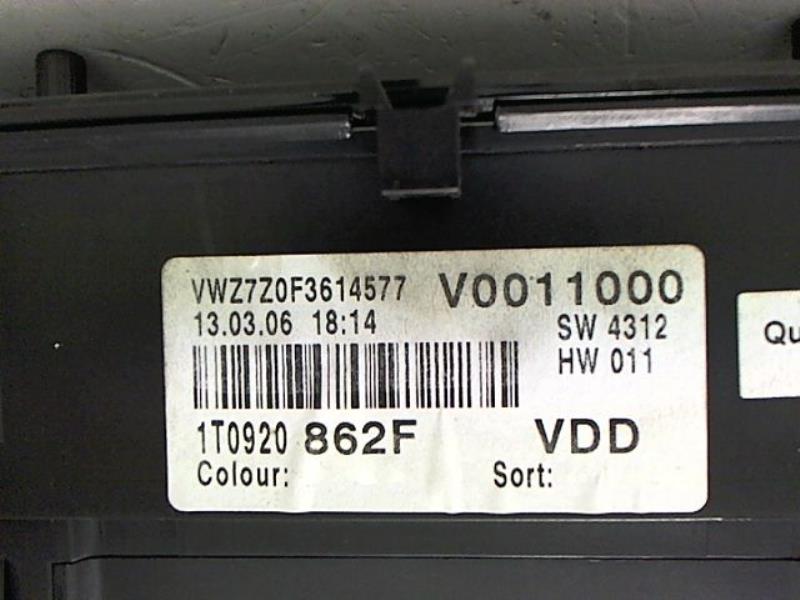 VWZ7Z0F3614577 V0011000
13.03.06 18:14 SW 4312
HW 011
1T0920 862F VDD
Colour: Sort:
Qu